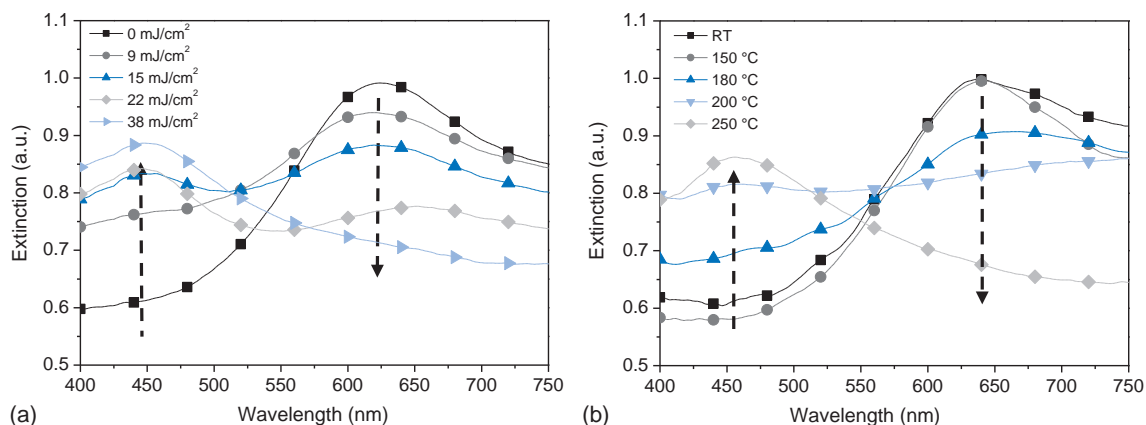 1.1
1.0
0.9
0.8
0.7
0.6
0.5
Extinction (a.u.)
0 mJ/cm²
9 mJ/cm²
15 mJ/cm²
22 mJ/cm²
38 mJ/cm²
400 450 500 550 600 650 700 750
Wavelength (nm)
(a)
1.1
1.0
0.9
0.8
0.7
0.6
0.5
Extinction (a.u.)
RT
150 °C
180 °C
200 °C
250 °C
400 450 500 550 600 650 700 750
Wavelength (nm)
(b)